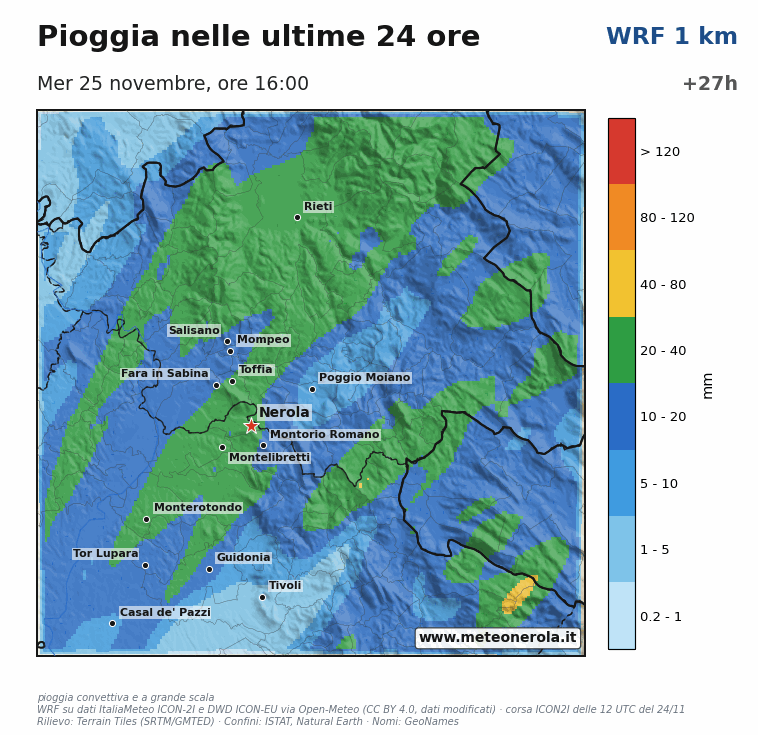 Pioggia nelle ultime 24 ore
WRF 1 km
Mer 25 novembre, ore 16:00
+27h
Rieti
Salisano
Mompeo
Toffia
Fara in Sabina
Poggio Moiano
Nerola
Montorio Romano
Montelibretti
Monterotondo
Tor Lupara
Guidonia
Tivoli
Casal de' Pazzi
www.meteonerola.it
> 120
80 - 120
40 - 80
20 - 40
10 - 20
5 - 10
1 - 5
0.2 - 1
mm
pioggia convettiva e a grande scala
WRF su dati ItaliaMeteo ICON-2I e DWD ICON-EU via Open-Meteo (CC BY 4.0, dati modificati) · corsa ICON2I delle 12 UTC del 24/11
Rilievo: Terrain Tiles (SRTM/GMTED) · Confini: ISTAT, Natural Earth · Nomi: GeoNames